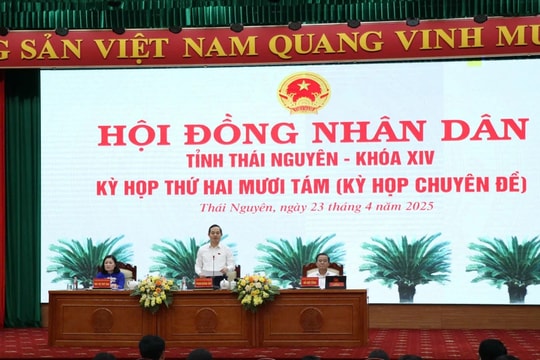 G SẢN VIỆT NAM QUANG VINH MU
HỘI ĐỒNG NHÂN DÂN
TỈNH THÁI NGUYÊN - KHÓA XIV
KỲ HỌP THỨ HAI MƯƠI TÁM (KỲ HỌP CHUYÊN ĐỀ)
Thái Nguyên, ngày 23 tháng 4 năm 2025